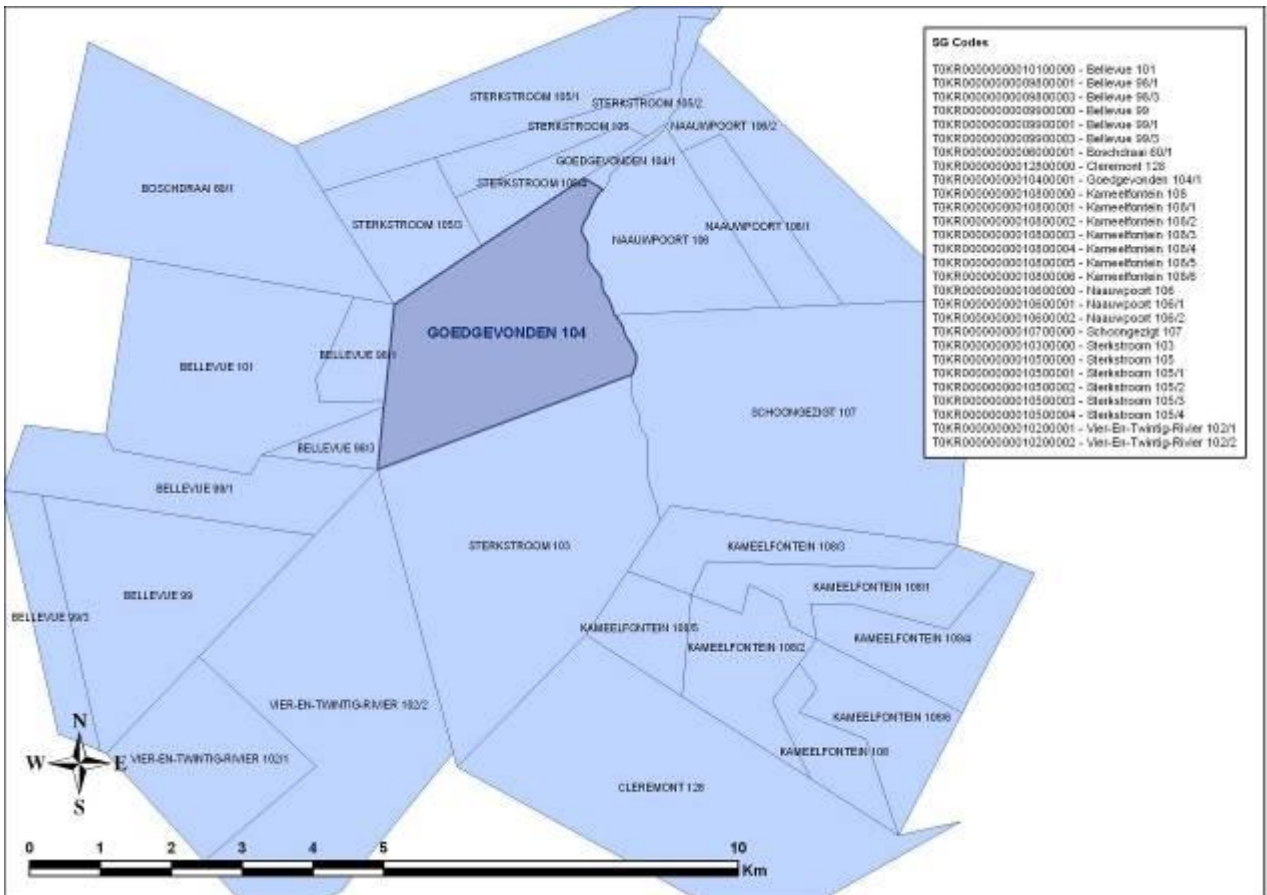 STERKSTROOM 105/1
STERKSTROOM 105/2
STERKSTROOM 105
NAAUWPOORT 106/2
GOEDGEVONDEN 104/1
BOSCHDRAAI 60/1
STERKSTROOM 105/3
NAAUWPOORT 106
NAAUWPOORT 106/1
GOEDGEVONDEN 104
BELLEVUE 98/1
BELLEVUE 101
SCHOONGEZIGT 107
BELLEVUE 98/3
BELLEVUE 99/1
STERKSTROOM 103
KAMEELFONTEIN 108/3
KAMEELFONTEIN 108/1
BELLEVUE 99
BELLEVUE 99/3
KAMEELFONTEIN 108/5
KAMEELFONTEIN 108/4
KAMEELFONTEIN 108/2
VIER-EN-TWINTIG-RIVIER 102/2
KAMEELFONTEIN 108/6
KAMEELFONTEIN 108
VIER-EN-TWINTIG-RIVIER 102/1
CLEREMONT 128
N
W E
S
0 1 2 3 4 5 10
Km
SG Codes
T0KR00000000010100000 - Bellevue 101
T0KR00000000009800001 - Bellevue 98/1
T0KR00000000009800003 - Bellevue 98/3
T0KR00000000009900000 - Bellevue 99
T0KR00000000009900001 - Bellevue 99/1
T0KR00000000009900003 - Bellevue 99/3
T0KR00000000006000001 - Boschdraai 60/1
T0KR00000000012800000 - Cleremont 128
T0KR00000000010400001 - Goedgevonden 104/1
T0KR00000000010800000 - Kameelfontein 108
T0KR00000000010800001 - Kameelfontein 108/1
T0KR00000000010800002 - Kameelfontein 108/2
T0KR00000000010800003 - Kameelfontein 108/3
T0KR00000000010800004 - Kameelfontein 108/4
T0KR00000000010800005 - Kameelfontein 108/5
T0KR00000000010800006 - Kameelfontein 108/6
T0KR00000000010600000 - Naauwpoort 106
T0KR00000000010600001 - Naauwpoort 106/1
T0KR00000000010600002 - Naauwpoort 106/2
T0KR00000000010700000 - Schoongezigt 107
T0KR00000000010300000 - Sterkstroom 103
T0KR00000000010500000 - Sterkstroom 105
T0KR00000000010500001 - Sterkstroom 105/1
T0KR00000000010500002 - Sterkstroom 105/2
T0KR00000000010500003 - Sterkstroom 105/3
T0KR00000000010500004 - Sterkstroom 105/4
T0KR00000000010200001 - Vier-En-Twintig-Rivier 102/1
T0KR00000000010200002 - Vier-En-Twintig-Rivier 102/2